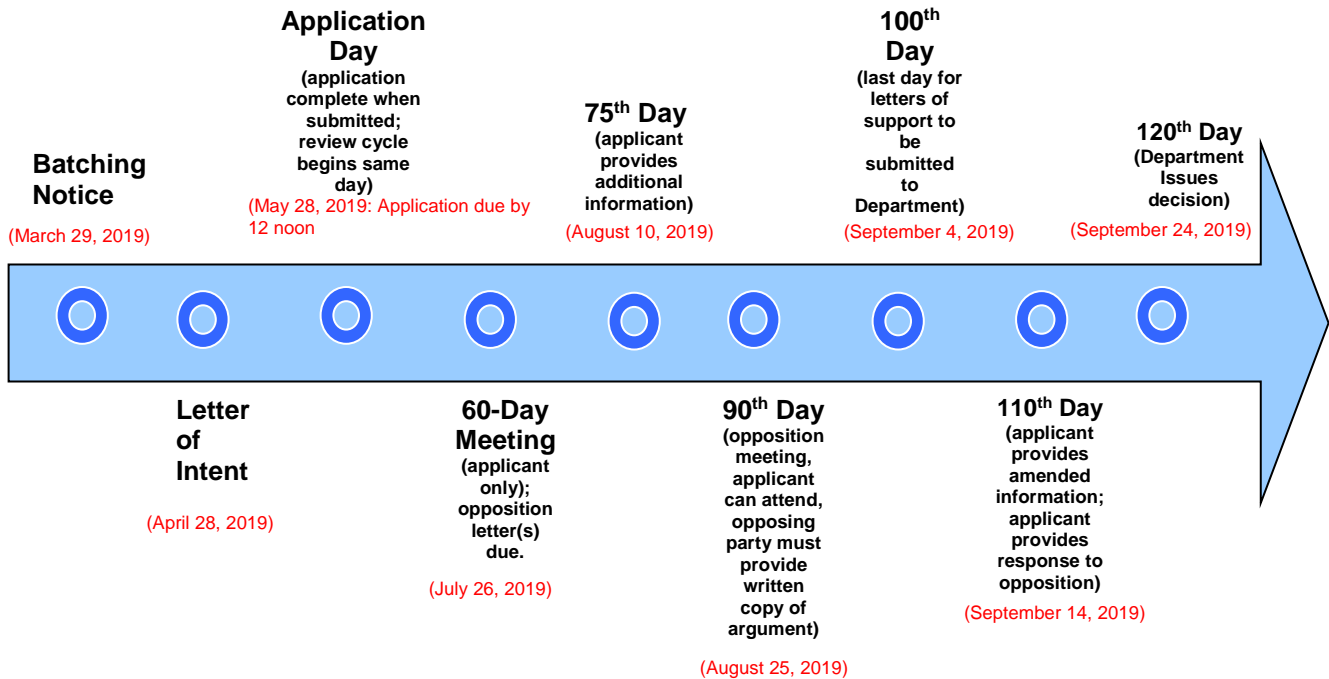 Batching
Notice
(March 29, 2019)
Letter
of
Intent
(April 28, 2019)
Application
Day
(application
complete when
submitted;
review cycle
begins same
day)
(May 28, 2019: Application due by
12 noon
60-Day
Meeting
(applicant
only);
opposition
letter(s)
due.
(July 26, 2019)
75th Day
(applicant
provides
additional
information)
(August 10, 2019)
90th Day
(opposition
meeting,
applicant
can attend,
opposing
party must
provide
written
copy of
argument)
(August 25, 2019)
100th
Day
(last day for
letters of
support to
be
submitted
to
Department)
(September 4, 2019)
110th Day
(applicant
provides
amended
information;
applicant
provides
response to
opposition)
(September 14, 2019)
120th Day
(Department
Issues
decision)
(September 24, 2019)